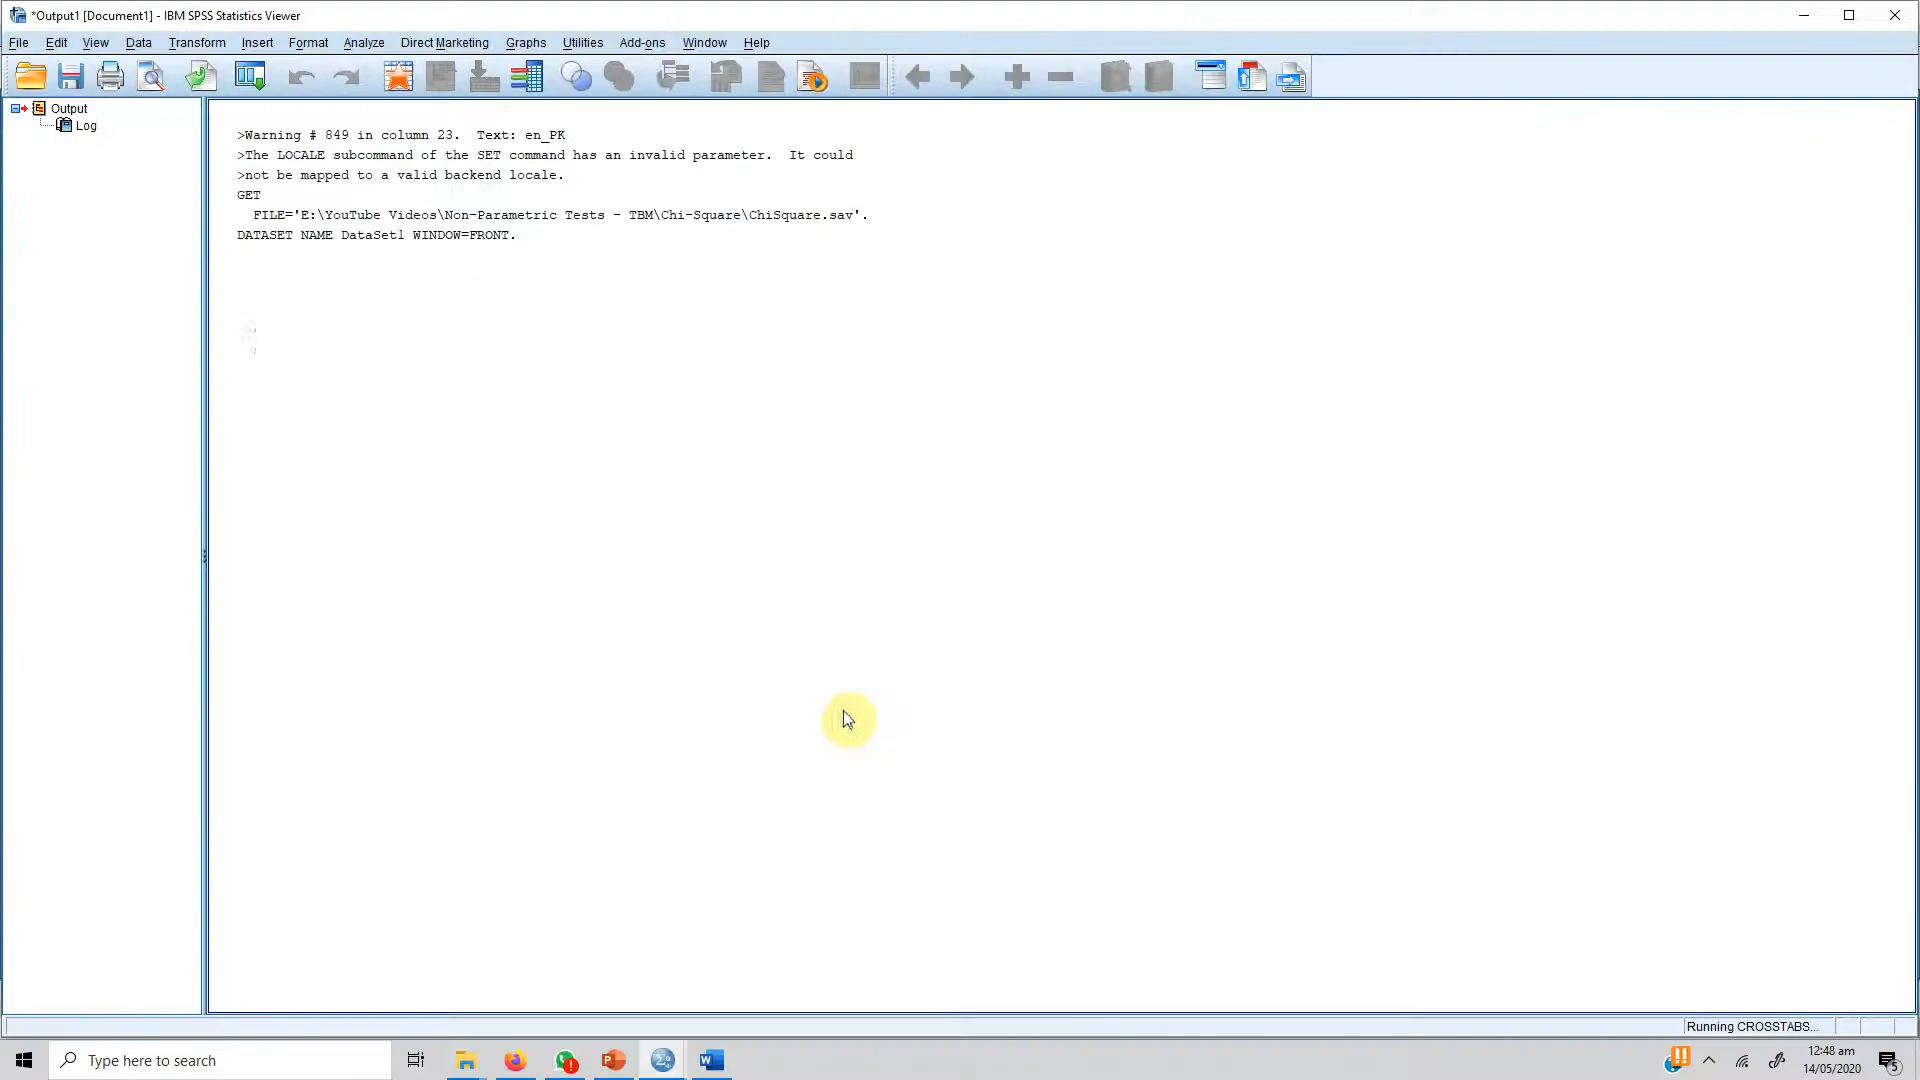 *Output1 [Document1] - IBM SPSS Statistics Viewer
File Edit View Data Transform Insert Format Analyze Direct Marketing Graphs Utilities Add-ons Window Help
Output
Log
>Warning # 849 in column 23.  Text: en_PK
>The LOCALE subcommand of the SET command has an invalid parameter.  It could
>not be mapped to a valid backend locale.
GET
  FILE='E:\YouTube Videos\Non-Parametric Tests - TBM\Chi-Square\ChiSquare.sav'.
DATASET NAME DataSet1 WINDOW=FRONT.
Running CROSSTABS...
Type here to search
12:48 am
14/05/2020
5